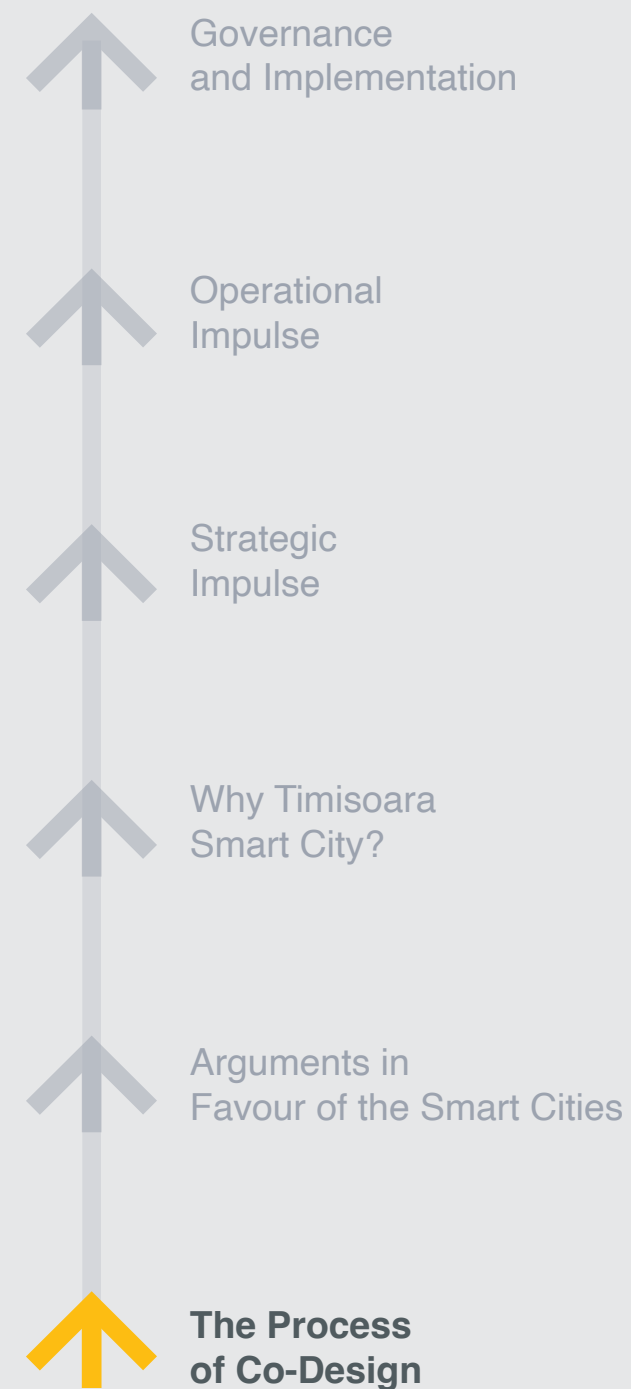 Governance
and Implementation
Operational
Impulse
Strategic
Impulse
Why Timisoara
Smart City?
Arguments in
Favour of the Smart Cities
The Process
of Co-Design